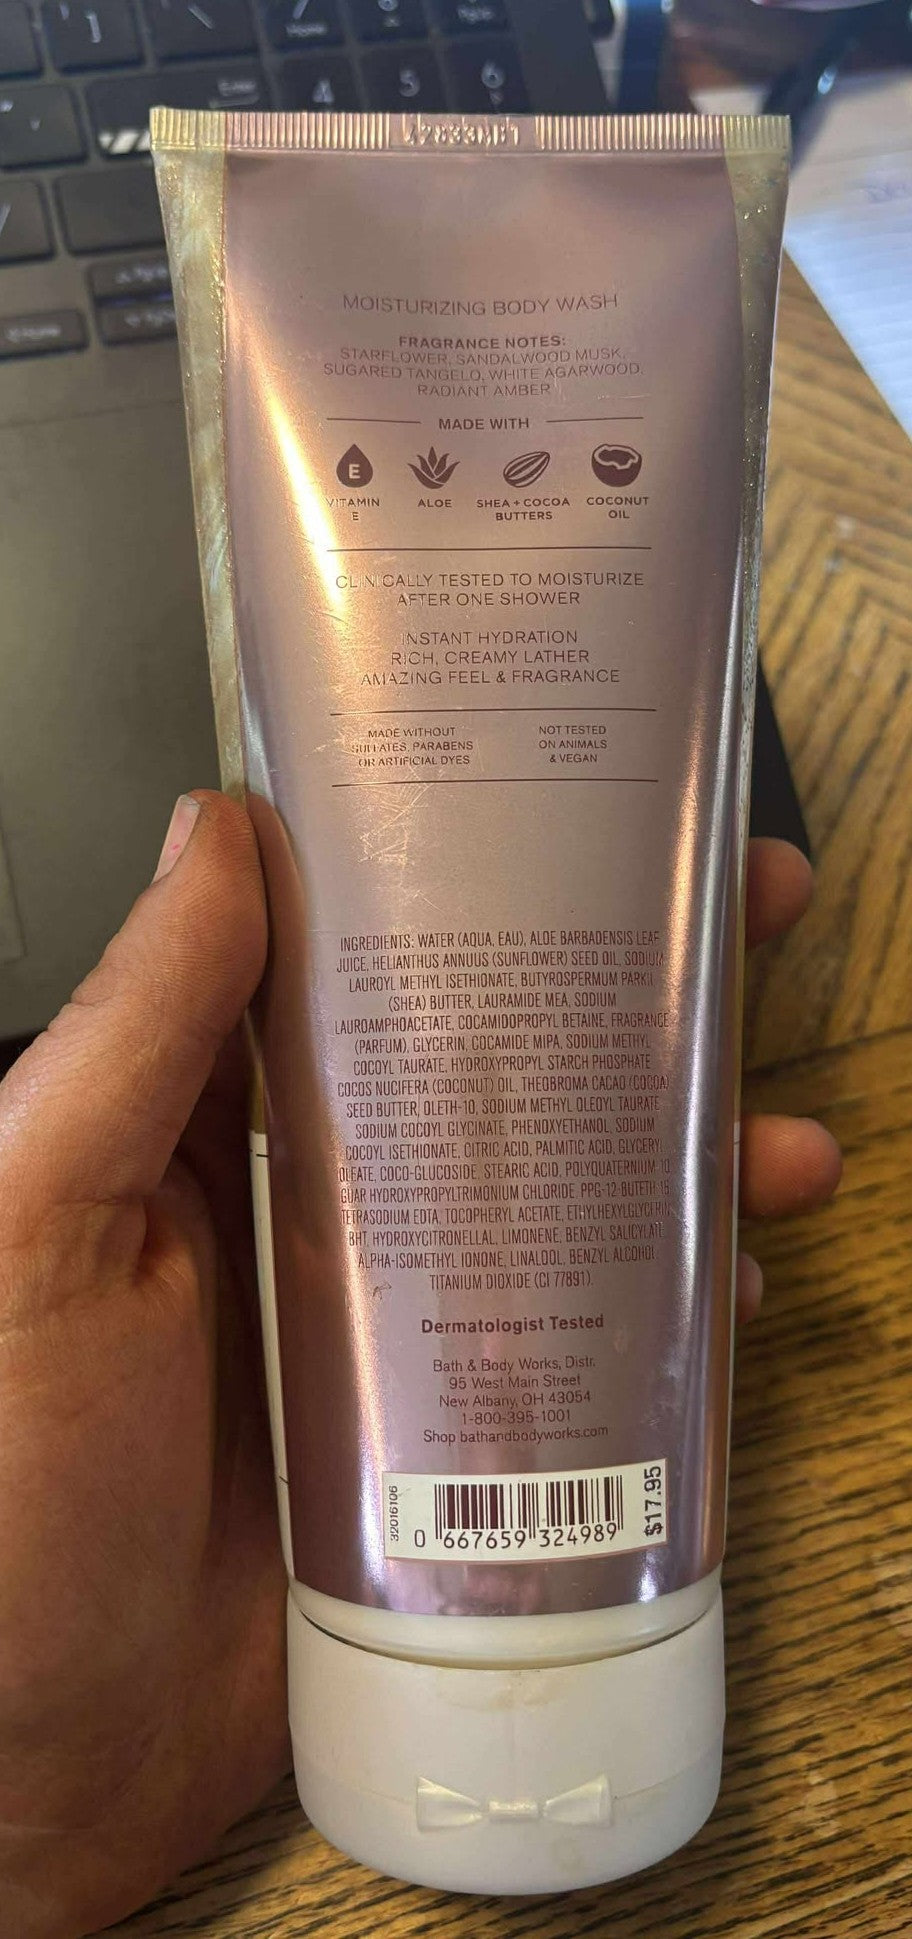 Enter
4
5
6
MOISTURIZING BODY WASH
FRAGRANCE NOTES:
STARFLOWER, SANDALWOOD MUSK,
SUGARED TANGELO, WHITE AGARWOOD,
RADIANT AMBER
MADE WITH
E
VITAMIN
E
ALOE
SHEA + COCOA
BUTTERS
COCONUT
OIL
CLINICALLY TESTED TO MOISTURIZE
AFTER ONE SHOWER
INSTANT HYDRATION
RICH, CREAMY LATHER
AMAZING FEEL & FRAGRANCE
MADE WITHOUT
SULFATES, PARABENS
OR ARTIFICIAL DYES
NOT TESTED
ON ANIMALS
& VEGAN
INGREDIENTS: WATER (AQUA, EAU), ALOE BARBADENSIS LEAF
JUICE, HELIANTHUS ANNUUS (SUNFLOWER) SEED OIL, SODIUM
LAUROYL METHYL ISETHIONATE, BUTYROSPERMUM PARKII
(SHEA) BUTTER, LAURAMIDE MEA, SODIUM
LAUROAMPHOACETATE, COCAMIDOPROPYL BETAINE, FRAGRANCE
(PARFUM), GLYCERIN, COCAMIDE MIPA, SODIUM METHYL
COCOYL TAURATE, HYDROXYPROPYL STARCH PHOSPHATE
COCOS NUCIFERA (COCONUT) OIL, THEOBROMA CACAO (COCOA)
SEED BUTTER, OLETH-10, SODIUM METHYL OLEOYL TAURATE
SODIUM COCOYL GLYCINATE, PHENOXYETHANOL, SODIUM
COCOYL ISETHIONATE, CITRIC ACID, PALMITIC ACID, GLYCERYL
OLEATE, COCO-GLUCOSIDE, STEARIC ACID, POLYQUATERNIUM-10
GUAR HYDROXYPROPYLTRIMONIUM CHLORIDE, PPG-12-BUTETH-16
TETRASODIUM EDTA, TOCOPHERYL ACETATE, ETHYLHEXYLGLYCERIN
BHT, HYDROXYCITRONELLAL, LIMONENE, BENZYL SALICYLATE
ALPHA-ISOMETHYL IONONE, LINALOOL, BENZYL ALCOHOL
TITANIUM DIOXIDE (CI 77891).
Dermatologist Tested
Bath & Body Works, Distr.
95 West Main Street
New Albany, OH 43054
1-800-395-1001
Shop bathandbodyworks.com
32016106
0 667659 324989
$17.95